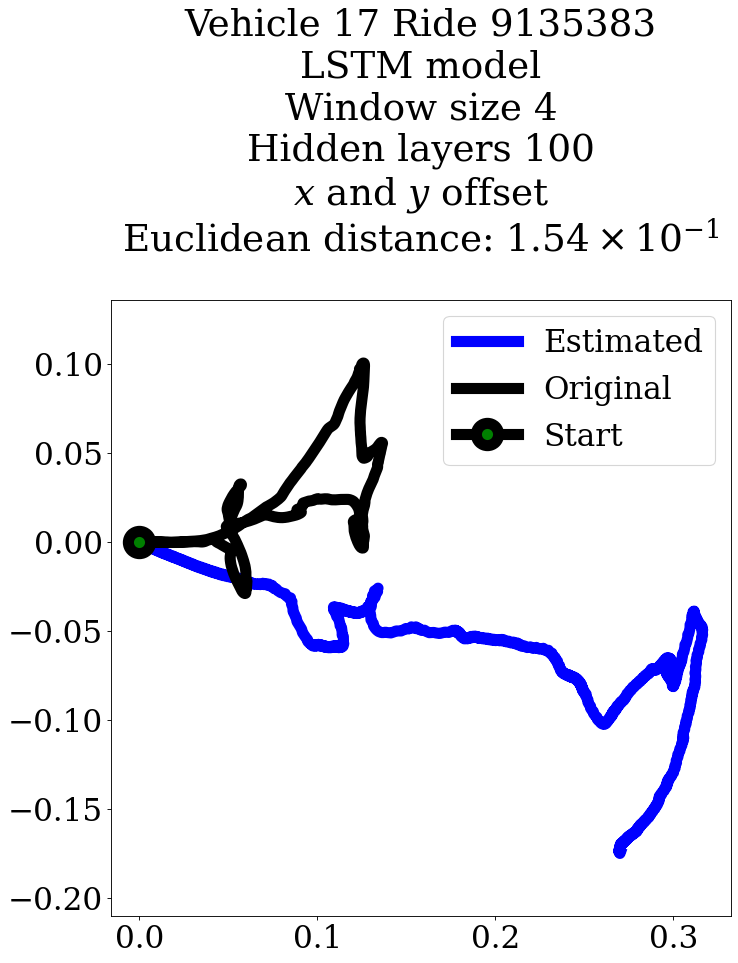 Vehicle 17 Ride 9135383
LSTM model
Window size 4
Hidden layers 100
x and y offset
Euclidean distance: 1.54 × 10⁻¹
Estimated
Original
Start
0.10
0.05
0.00
−0.05
−0.10
−0.15
−0.20
0.0 0.1 0.2 0.3